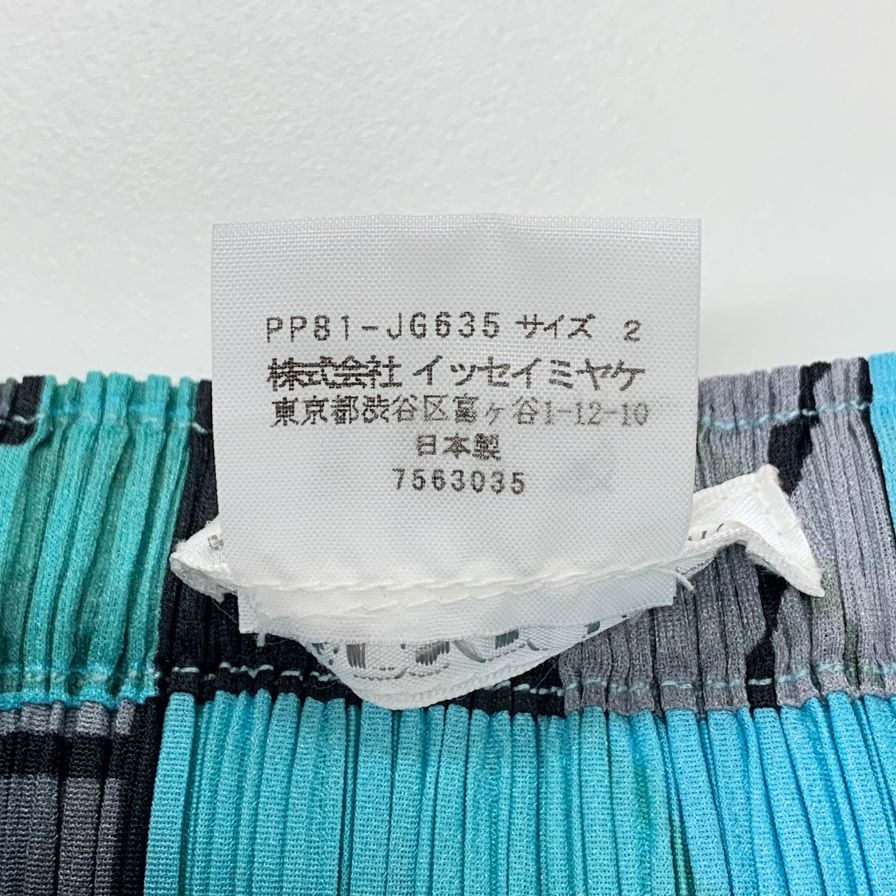 PP81-JG635 サイズ 2
株式会社 イッセイミヤケ
東京都渋谷区富ヶ谷1-12-10
日本製
7563035